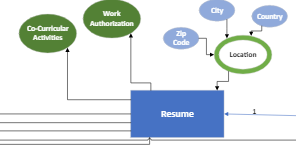 City
Country
Work
Authorization
Co-Curricular
Activities
Zip
Code
Location
Resume
1